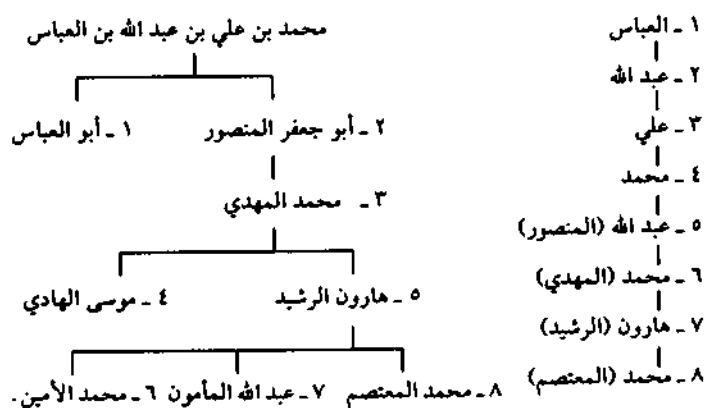 ١ ـ العباس
٢ ـ عبد الله
٣ ـ علي
٤ ـ محمد
٥ ـ عبد الله (المنصور)
٦ ـ محمد (المهدي)
٧ ـ هارون (الرشيد)
٨ ـ محمد (المعتصم)
محمد بن علي بن عبد الله بن العباس
٢ ـ أبو جعفر المنصور ١ ـ أبو العباس
٣ ـ محمد المهدي
٥ ـ هارون الرشيد ٤ ـ موسى الهادي
٨ ـ محمد المعتصم ٧ ـ عبد الله المأمون ٦ ـ محمد الأمين.